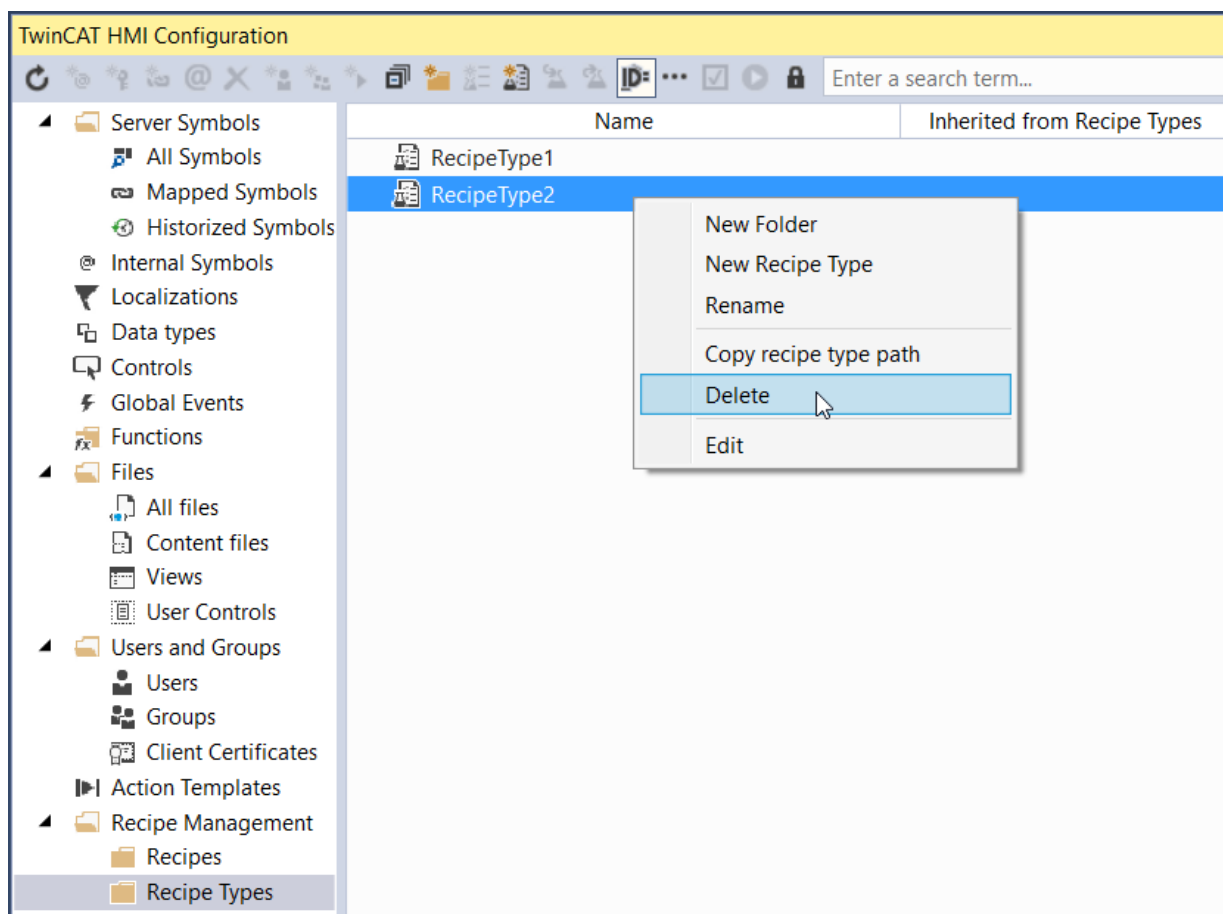 TwinCAT HMI Configuration
Enter a search term...
Server Symbols
All Symbols
Mapped Symbols
Historized Symbols
Internal Symbols
Localizations
Data types
Controls
Global Events
Functions
Files
All files
Content files
Views
User Controls
Users and Groups
Users
Groups
Client Certificates
Action Templates
Recipe Management
Recipes
Recipe Types
Name
Inherited from Recipe Types
RecipeType1
RecipeType2
New Folder
New Recipe Type
Rename
Copy recipe type path
Delete
Edit